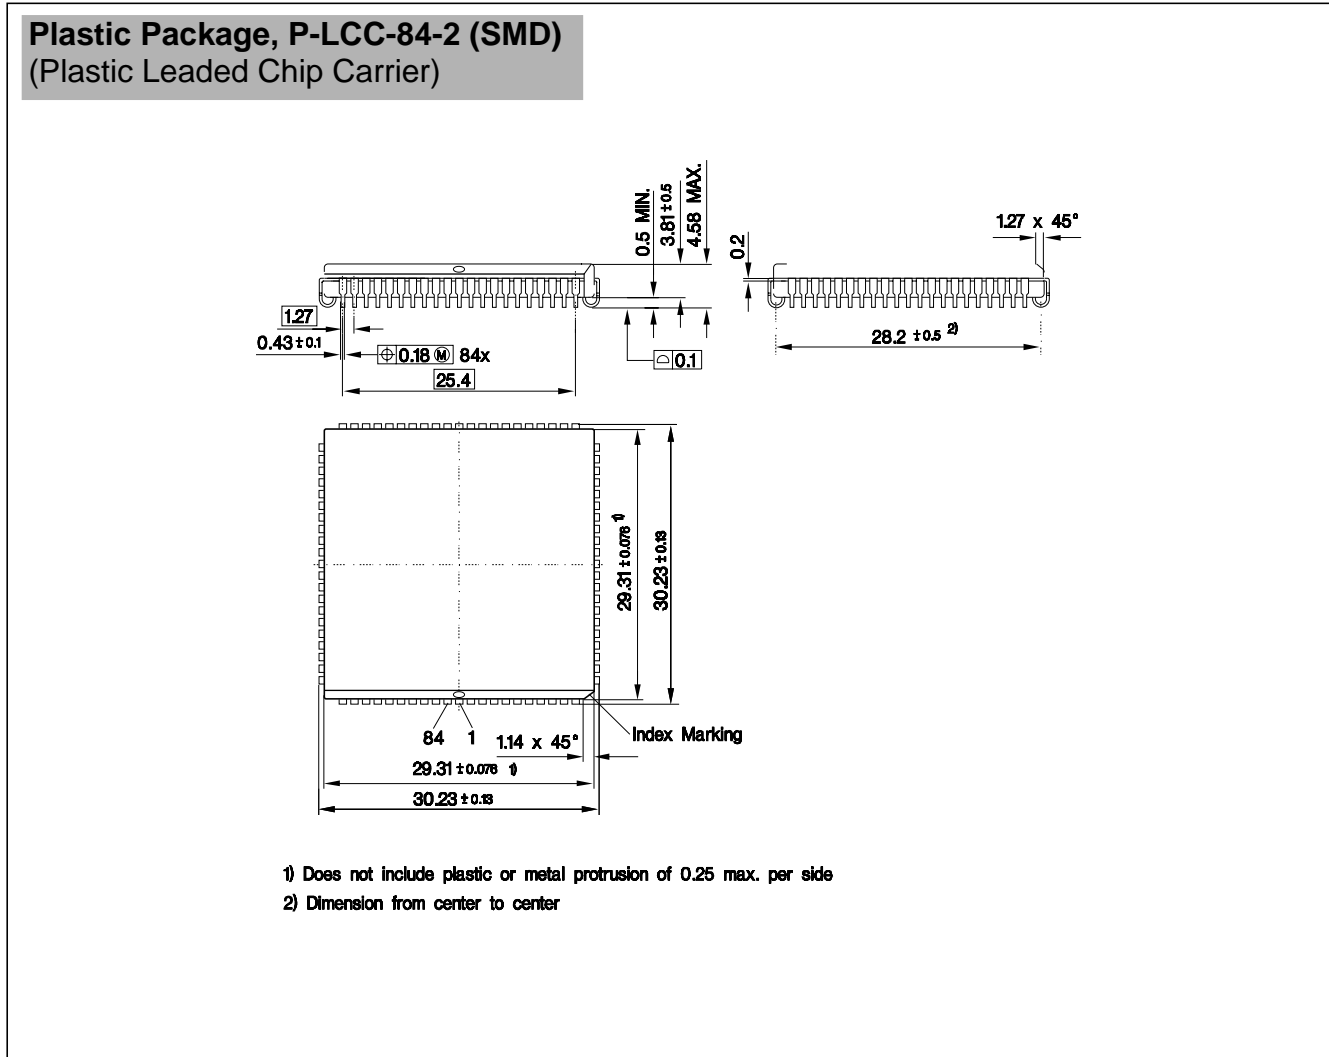 Plastic Package, P-LCC-84-2 (SMD)
(Plastic Leaded Chip Carrier)
0.5 MIN.
3.81 ± 0.5
4.58 MAX.
0.2
1.27 x 45°
1.27
0.43 ± 0.1
0.18 Ⓜ 84x
25.4
0.1
28.2 ± 0.5 2)
29.31 ± 0.076 1)
30.23 ± 0.13
84 1
1.14 x 45°
Index Marking
29.31 ± 0.076 1)
30.23 ± 0.13
1) Does not include plastic or metal protrusion of 0.25 max. per side
2) Dimension from center to center